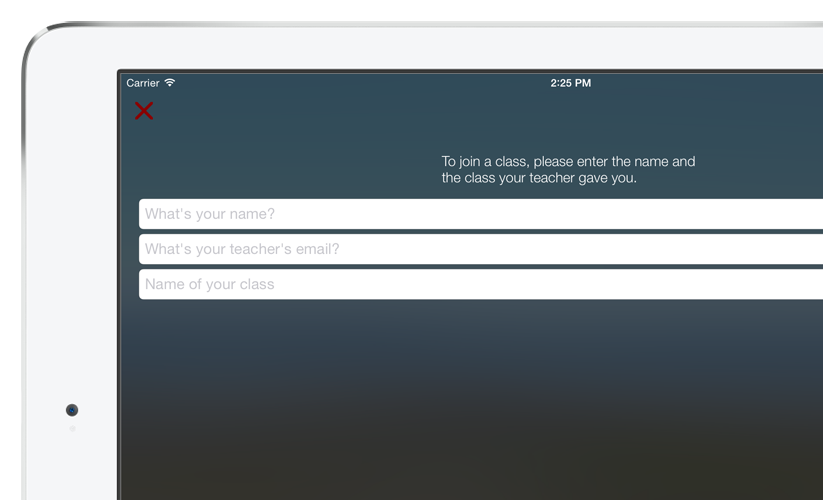 Carrier
2:25 PM
To join a class, please enter the name and
the class your teacher gave you.
What's your name?
What's your teacher's email?
Name of your class